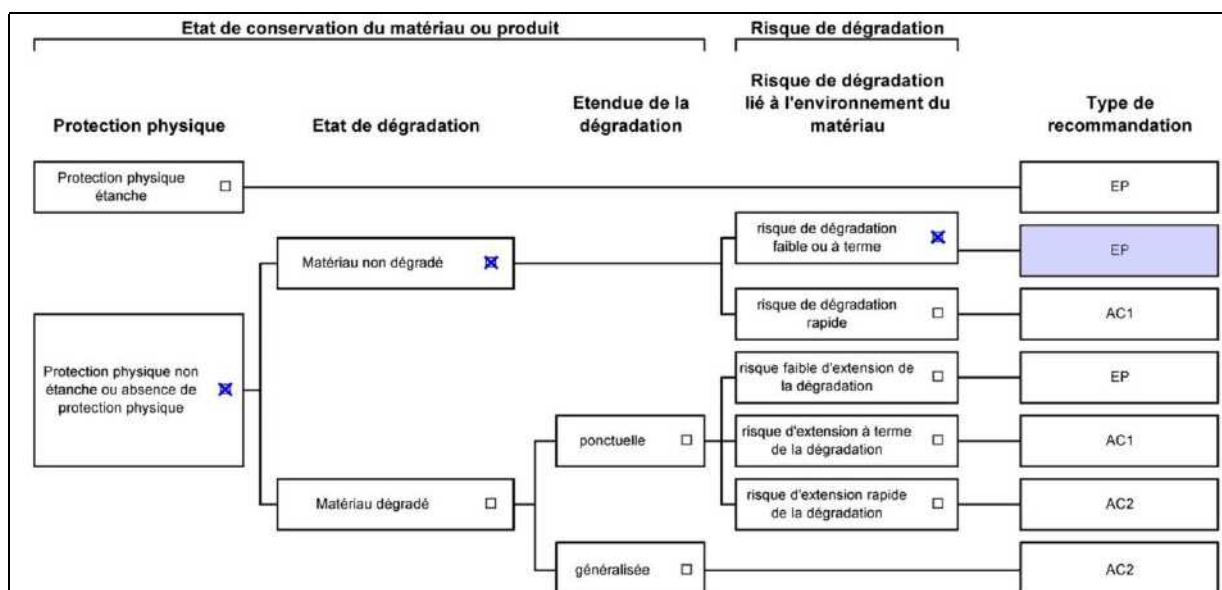 Etat de conservation du matériau ou produit
Risque de dégradation
Protection physique
Etat de dégradation
Etendue de la
dégradation
Risque de dégradation
lié à l'environnement du
matériau
Type de
recommandation
Protection physique
étanche
EP
Protection physique non
étanche ou absence de
protection physique
Matériau non dégradé
risque de dégradation
faible ou à terme
EP
risque de dégradation
rapide
AC1
Matériau dégradé
ponctuelle
risque faible d'extension de
la dégradation
EP
risque d'extension à terme
de la dégradation
AC1
risque d'extension rapide
de la dégradation
AC2
généralisée
AC2